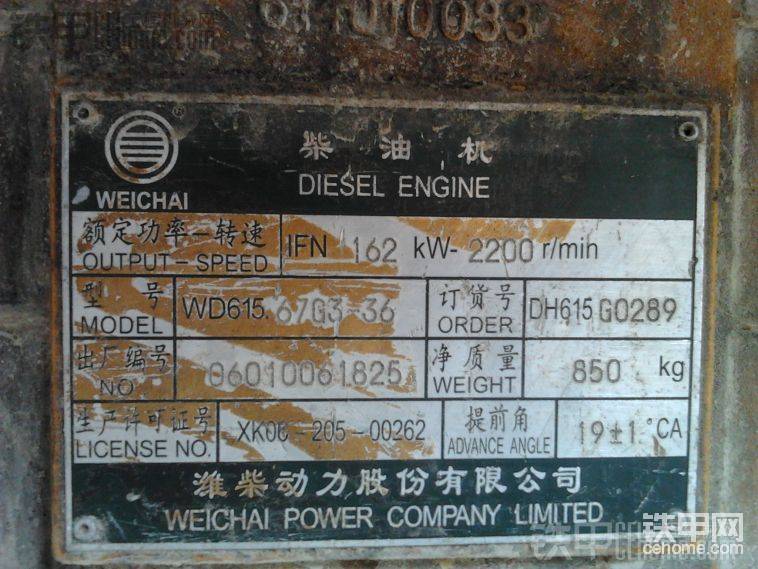 WEICHAI
®
柴油机
DIESEL ENGINE
额定功率-转速
OUTPUT-SPEED
IFN 162 kW- 2200 r/min
型号
MODEL
WD615.67G3-36
订货号
ORDER
DH615G0289
出厂编号
NO
06010061825
净质量
WEIGHT
850 kg
生产许可证号
LICENSE NO.
XK06-205-00262
提前角
ADVANCE ANGLE
19±1°CA
潍柴动力股份有限公司
WEICHAI POWER COMPANY LIMITED
铁甲网
cehome.com